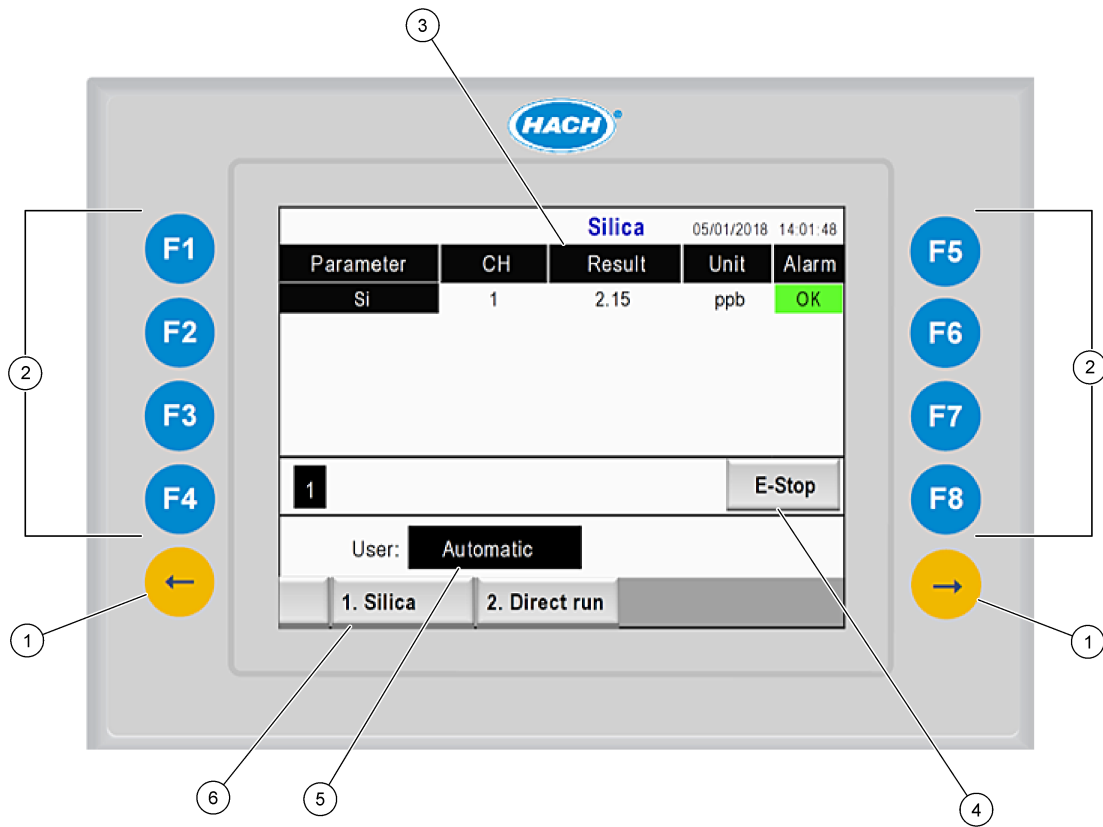 3
HACH
Silica 05/01/2018 14:01:48
Parameter CH Result Unit Alarm
Si 1 2.15 ppb OK
F1
F2
F3
F4
←
F5
F6
F7
F8
→
2
2
1 E-Stop
User: Automatic
1. Silica 2. Direct run
1
1
6
5
4